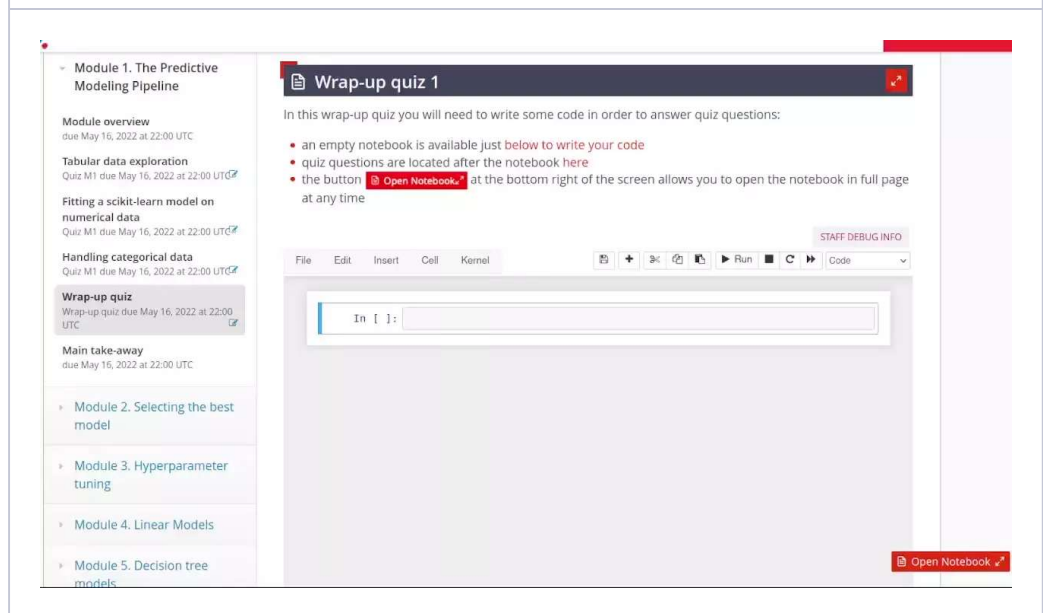 Module 1. The Predictive
Modeling Pipeline
Module overview
due May 16, 2022 at 22:00 UTC
Tabular data exploration
Quiz M1 due May 16, 2022 at 22:00 UTC
Fitting a scikit-learn model on
numerical data
Quiz M1 due May 16, 2022 at 22:00 UTC
Handling categorical data
Quiz M1 due May 16, 2022 at 22:00 UTC
Wrap-up quiz
Wrap-up quiz due May 16, 2022 at 22:00
UTC
Main take-away
due May 16, 2022 at 22:00 UTC
Module 2. Selecting the best
model
Module 3. Hyperparameter
tuning
Module 4. Linear Models
Module 5. Decision tree
models
Wrap-up quiz 1
In this wrap-up quiz you will need to write some code in order to answer quiz questions:
• an empty notebook is available just below to write your code
• quiz questions are located after the notebook here
• the button Open Notebook at the bottom right of the screen allows you to open the notebook in full page
at any time
STAFF DEBUG INFO
File Edit Insert Cell Kernel Run Code
In [ ]:
Open Notebook